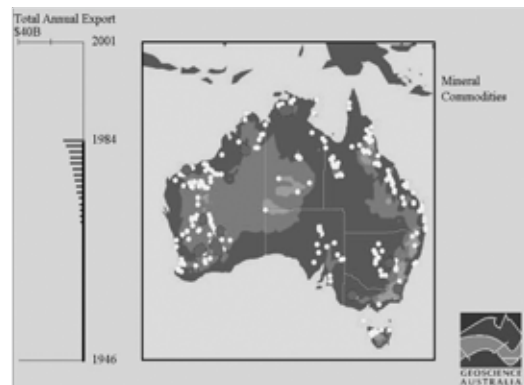 Total Annual Export
$40B
2001
Mineral
Commodities
1984
1946
GEOSCIENCE
AUSTRALIA